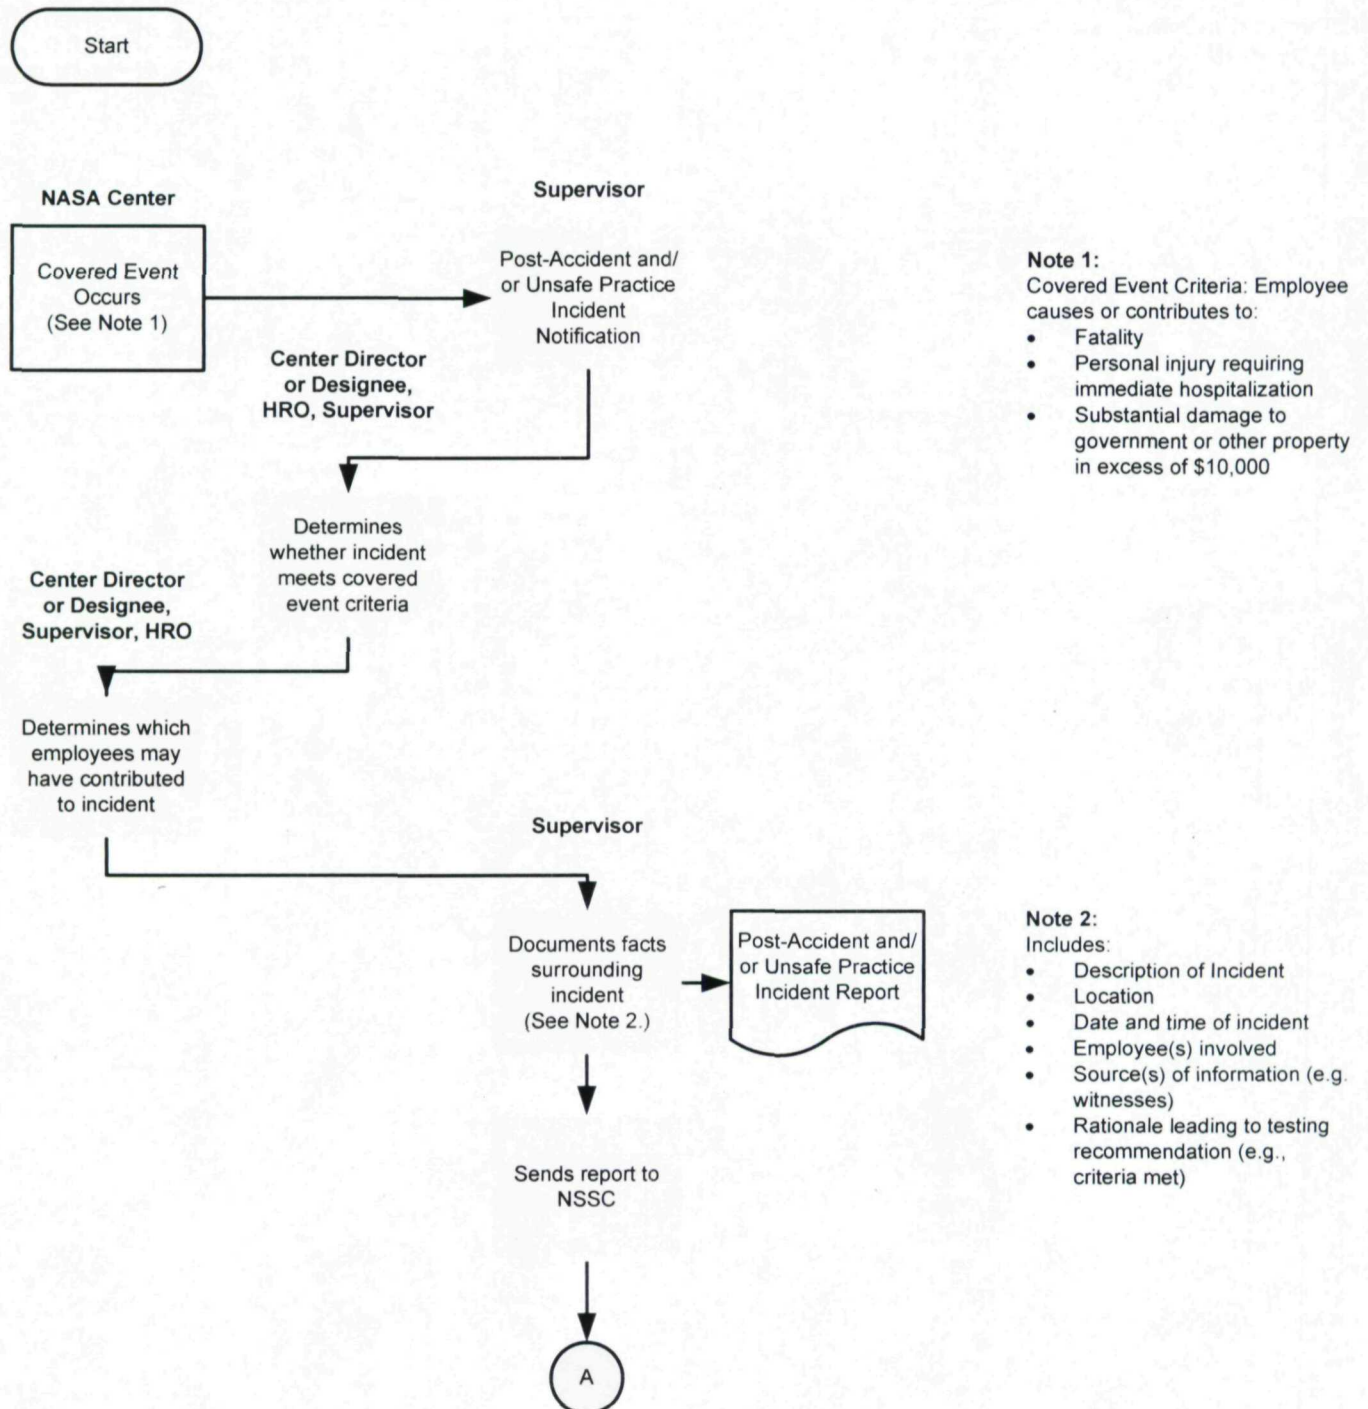 Start
NASA Center
Covered Event
Occurs
(See Note 1)
Supervisor
Post-Accident and/
or Unsafe Practice
Incident
Notification
Note 1:
Covered Event Criteria: Employee
causes or contributes to:
• Fatality
• Personal injury requiring
immediate hospitalization
• Substantial damage to
government or other property
in excess of $10,000
Center Director
or Designee,
HRO, Supervisor
Determines
whether incident
meets covered
event criteria
Center Director
or Designee,
Supervisor, HRO
Determines which
employees may
have contributed
to incident
Supervisor
Documents facts
surrounding
incident
(See Note 2.)
Post-Accident and/
or Unsafe Practice
Incident Report
Note 2:
Includes:
• Description of Incident
• Location
• Date and time of incident
• Employee(s) involved
• Source(s) of information (e.g.
witnesses)
• Rationale leading to testing
recommendation (e.g.,
criteria met)
Sends report to
NSSC
A